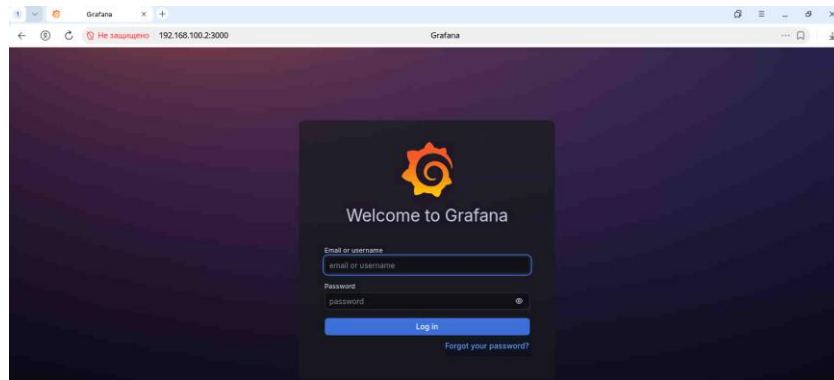 1 Grafana
Не защищено 192.168.100.2:3000 Grafana
Welcome to Grafana
Email or username
email or username
Password
password
Log in
Forgot your password?